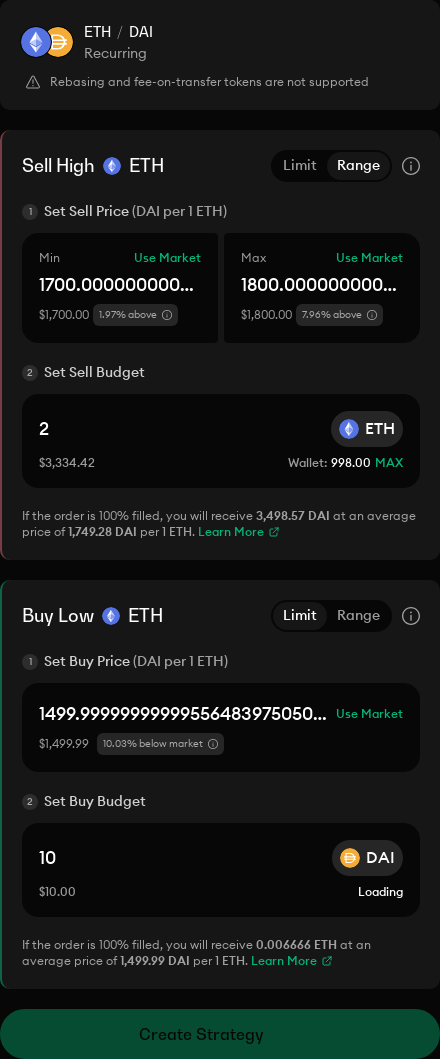 ETH / DAI
Recurring
Rebasing and fee-on-transfer tokens are not supported
Sell High ETH Limit Range
1 Set Sell Price (DAI per 1 ETH)
Min Use Market Max Use Market
1700.000000000... 1800.000000000...
$1,700.00 1.97% above $1,800.00 7.96% above
2 Set Sell Budget
2 ETH
$3,334.42 Wallet: 998.00 MAX
If the order is 100% filled, you will receive 3,498.57 DAI at an average
price of 1,749.28 DAI per 1 ETH. Learn More
Buy Low ETH Limit Range
1 Set Buy Price (DAI per 1 ETH)
1499.99999999999556483975050... Use Market
$1,499.99 10.03% below market
2 Set Buy Budget
10 DAI
$10.00 Loading
If the order is 100% filled, you will receive 0.006666 ETH at an
average price of 1,499.99 DAI per 1 ETH. Learn More
Create Strategy